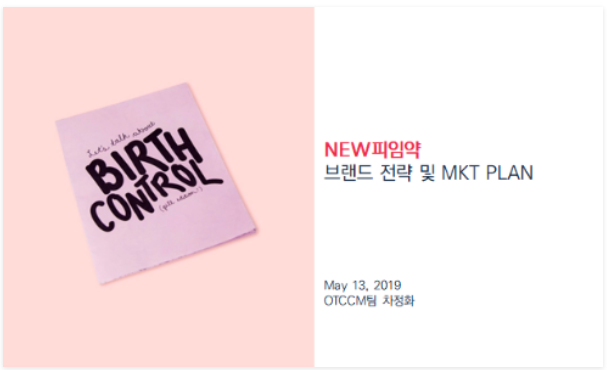 Let's talk about
BIRTH
CONTROL
(pill edition!)
NEW피임약
브랜드 전략 및 MKT PLAN
May 13, 2019
OTCCM팀 차정화